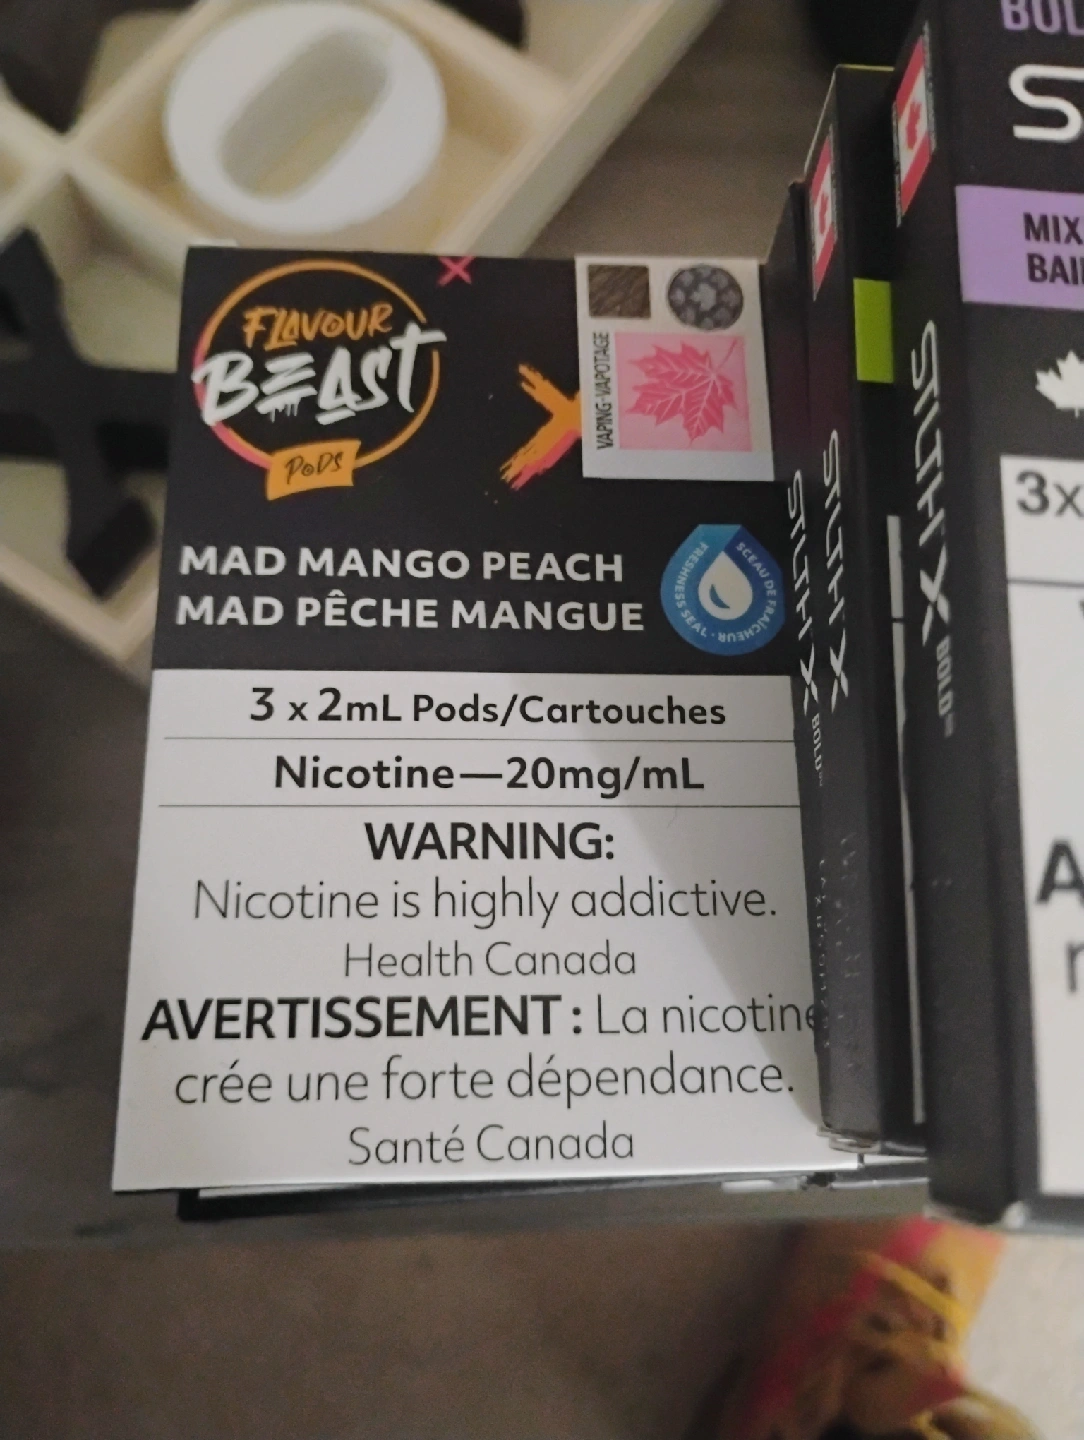 FLAVOUR
BEAST
PODS
VAPING-VAPOTAGE
MAD MANGO PEACH
MAD PÊCHE MANGUE
FRESHNESS SEAL · SCEAU DE FRAÎCHEUR
3 x 2mL Pods/Cartouches
Nicotine—20mg/mL
WARNING:
Nicotine is highly addictive.
Health Canada
AVERTISSEMENT : La nicotine
crée une forte dépendance.
Santé Canada
STLTH X BOLD
STLTH X
STLTH X BOLD
BOL
S
MIX
BAI
3x
A